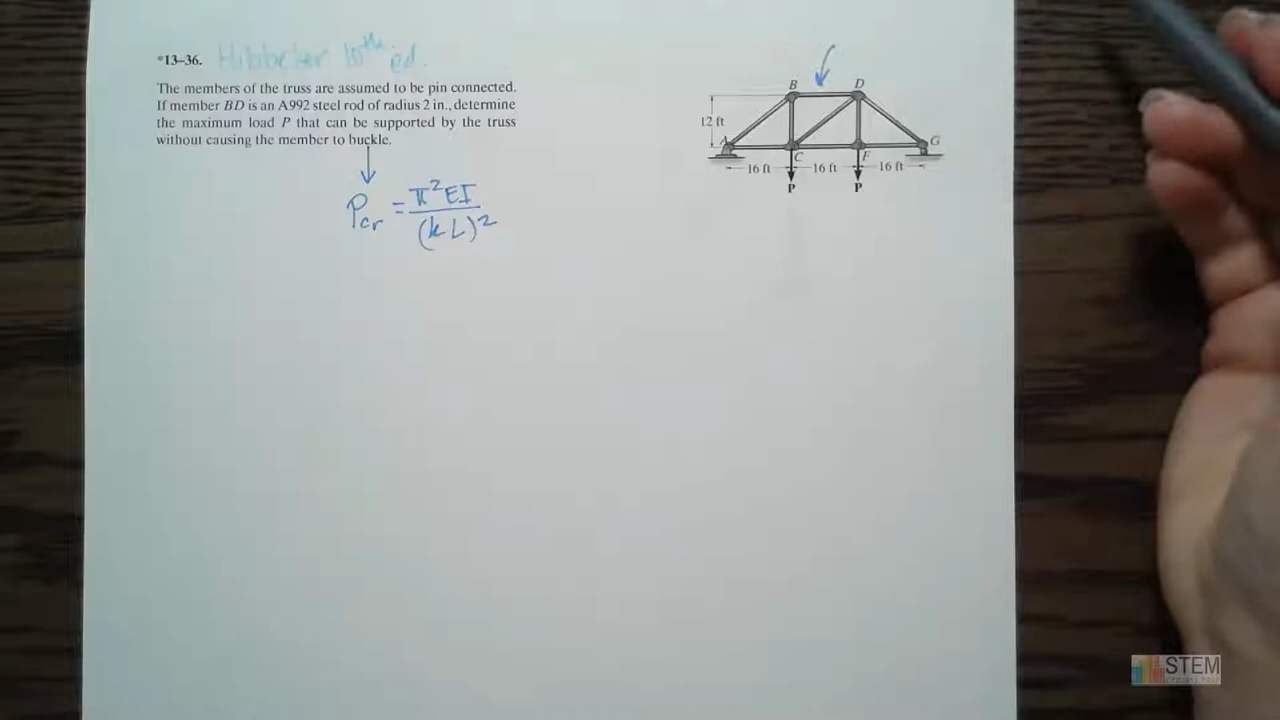 *13–36. Hibbeler 10th ed.
The members of the truss are assumed to be pin connected.
If member BD is an A992 steel rod of radius 2 in., determine
the maximum load P that can be supported by the truss
without causing the member to buckle.
Pcr = π²EI
(kL)²
B D
12 ft
A C F G
16 ft 16 ft 16 ft
P P
STEM